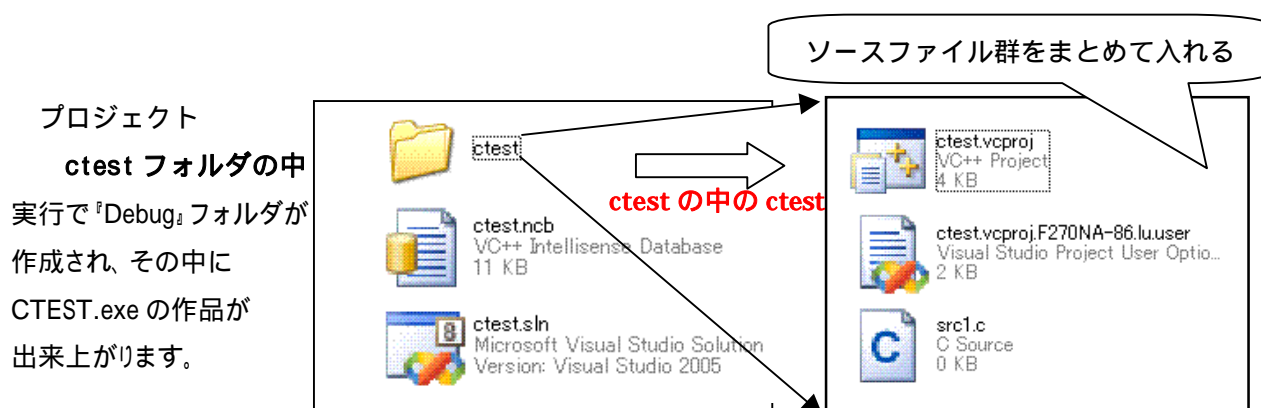 ソースファイル群をまとめて入れる
プロジェクト
ctest フォルダの中
実行で『Debug』フォルダが
作成され、その中に
CTEST.exe の作品が
出来上がります。
ctest
ctest.ncb
VC++ Intellisense Database
11 KB
ctest.sln
Microsoft Visual Studio Solution
Version: Visual Studio 2005
8
ctest の中の ctest
ctest.vcproj
VC++ Project
4 KB
ctest.vcproj.F270NA-86.lu.user
Visual Studio Project User Optio...
2 KB
src1.c
C Source
0 KB
C